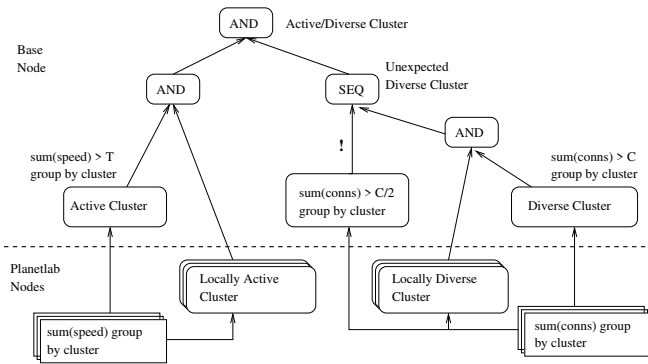 AND
Active/Diverse Cluster
Base
Node
Unexpected
Diverse Cluster
AND
SEQ
AND
!
sum(speed) > T
group by cluster
sum(conns) > C
group by cluster
Active Cluster
sum(conns) > C/2
group by cluster
Diverse Cluster
Planetlab
Nodes
Locally Active
Cluster
Locally Diverse
Cluster
sum(speed) group
by cluster
sum(conns) group
by cluster